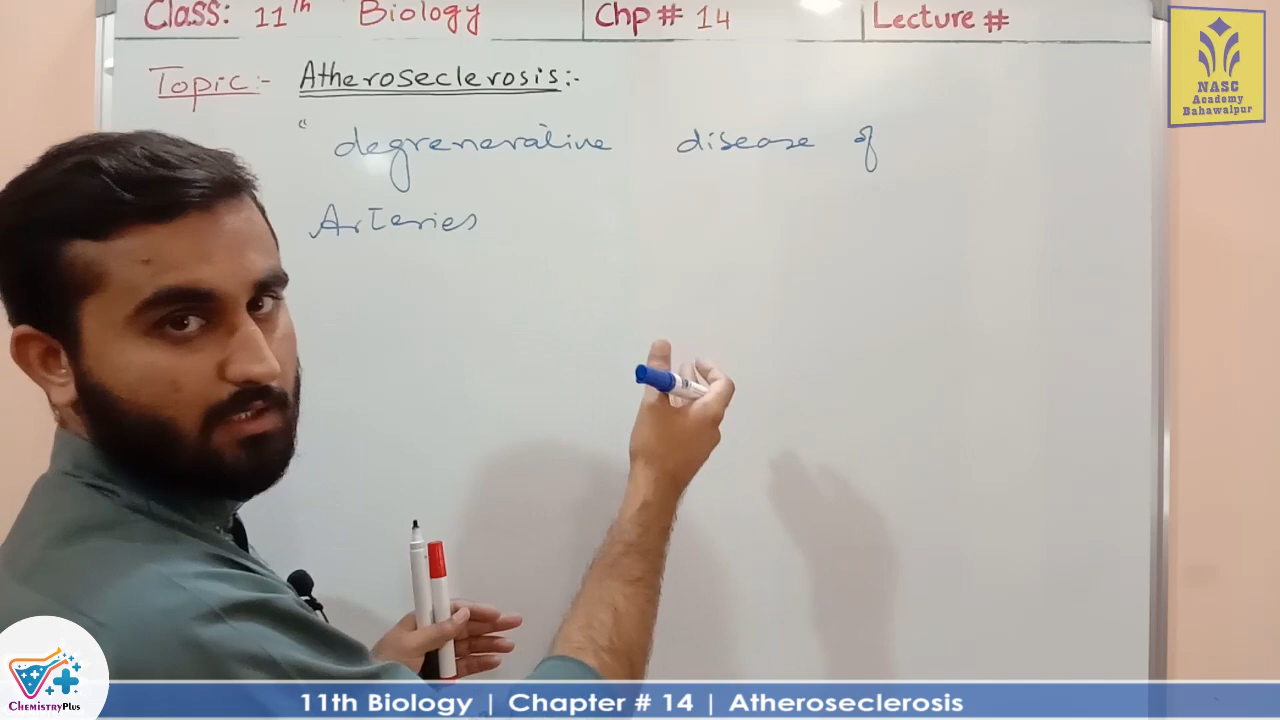 Class: 11th Biology Chp # 14 Lecture #
NASC
Academy
Bahawalpur
Topic:- Atheroseclerosis:-
“ degrenerative disease of
Arteries
ChemistryPlus
11th Biology | Chapter # 14 | Atheroseclerosis